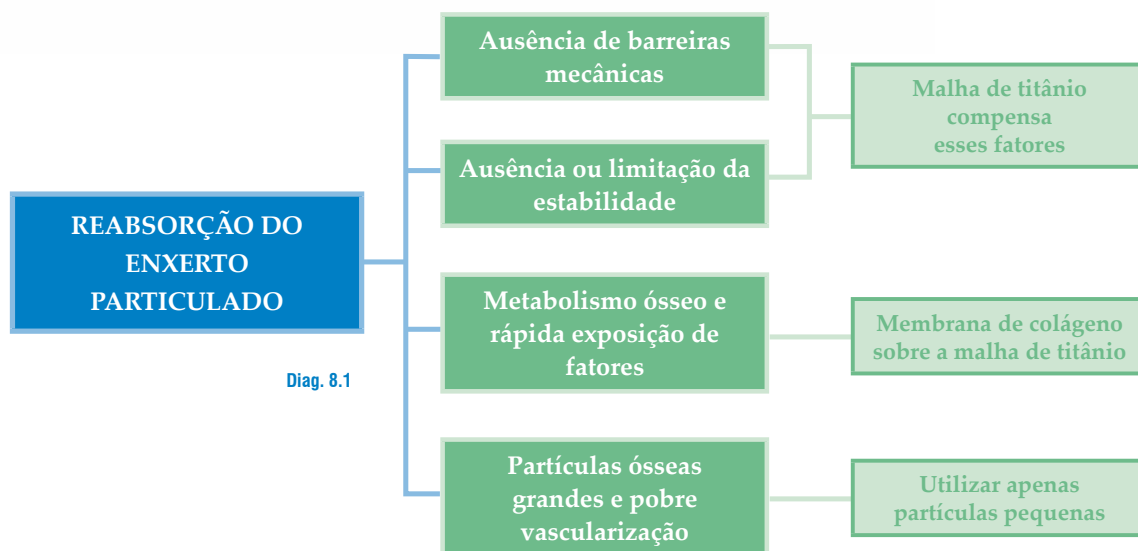 REABSORÇÃO DO
ENXERTO
PARTICULADO
Diag. 8.1
Ausência de barreiras
mecânicas
Ausência ou limitação da
estabilidade
Malha de titânio
compensa
esses fatores
Metabolismo ósseo e
rápida exposição de
fatores
Membrana de colágeno
sobre a malha de titânio
Partículas ósseas
grandes e pobre
vascularização
Utilizar apenas
partículas pequenas